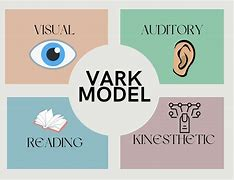 VISUAL
AUDITORY
VARK
MODEL
READING
KINESTHETIC